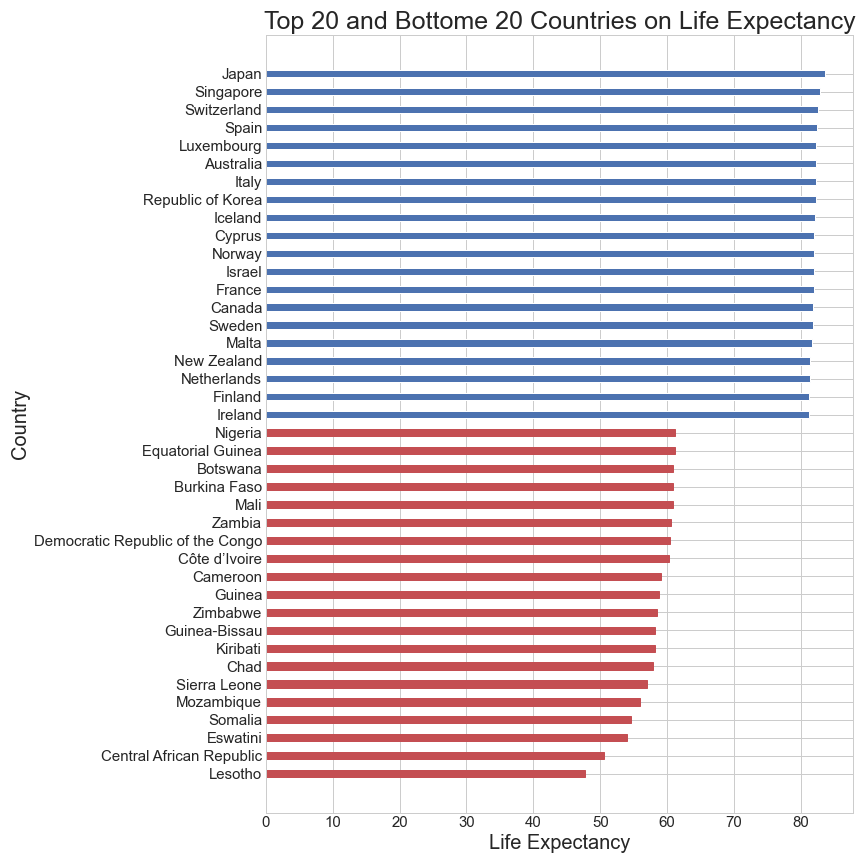 Top 20 and Bottome 20 Countries on Life Expectancy
Japan
Singapore
Switzerland
Spain
Luxembourg
Australia
Italy
Republic of Korea
Iceland
Cyprus
Norway
Israel
France
Canada
Sweden
Malta
New Zealand
Netherlands
Finland
Ireland
Nigeria
Equatorial Guinea
Botswana
Burkina Faso
Mali
Zambia
Democratic Republic of the Congo
Côte d’Ivoire
Cameroon
Guinea
Zimbabwe
Guinea-Bissau
Kiribati
Chad
Sierra Leone
Mozambique
Somalia
Eswatini
Central African Republic
Lesotho
Country
0 10 20 30 40 50 60 70 80
Life Expectancy